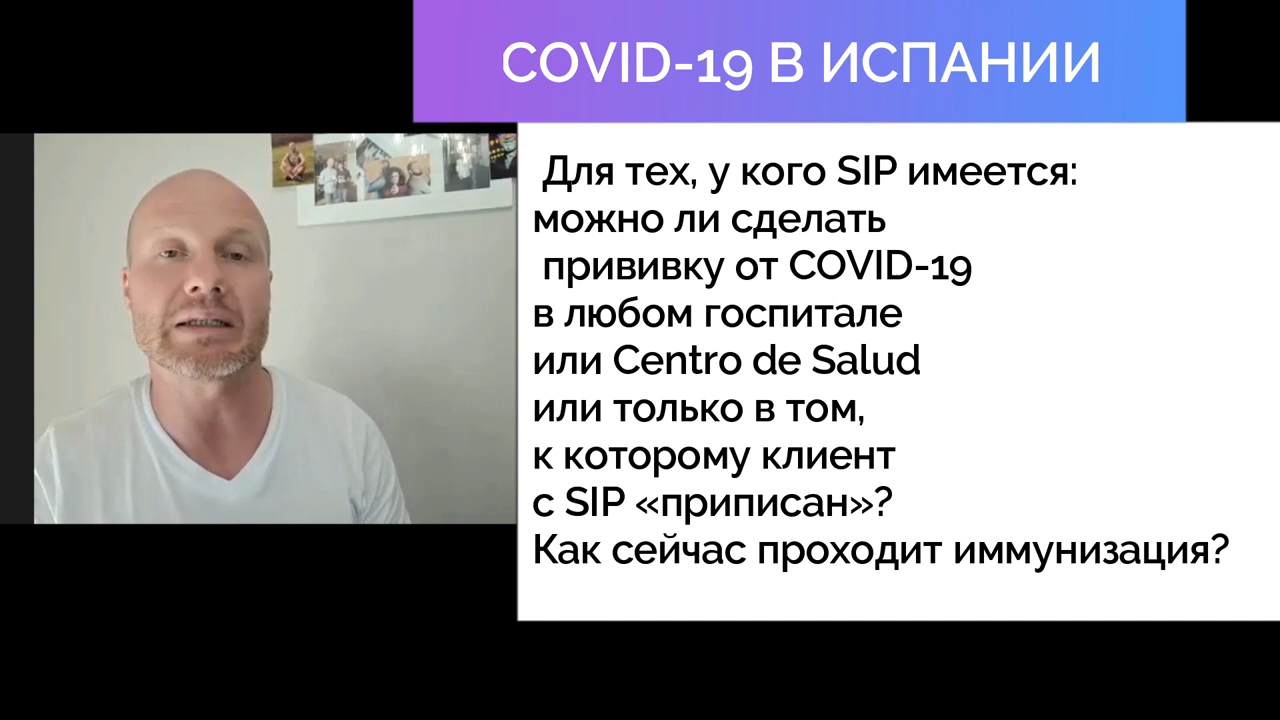 COVID-19 В ИСПАНИИ
Для тех, у кого SIP имеется:
можно ли сделать
прививку от COVID-19
в любом госпитале
или Centro de Salud
или только в том,
к которому клиент
с SIP «приписан»?
Как сейчас проходит иммунизация?